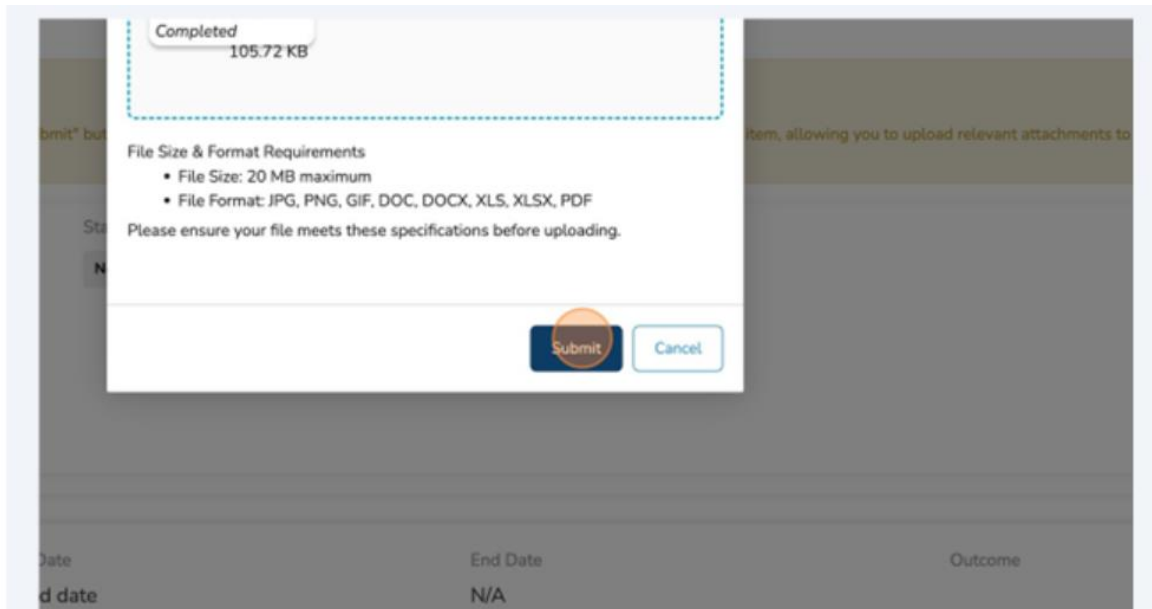 Completed
105.72 KB
bmit" but
item, allowing you to upload relevant attachments to
File Size & Format Requirements
• File Size: 20 MB maximum
• File Format: JPG, PNG, GIF, DOC, DOCX, XLS, XLSX, PDF
Sta
Please ensure your file meets these specifications before uploading.
N
Submit Cancel
Date End Date Outcome
d date N/A